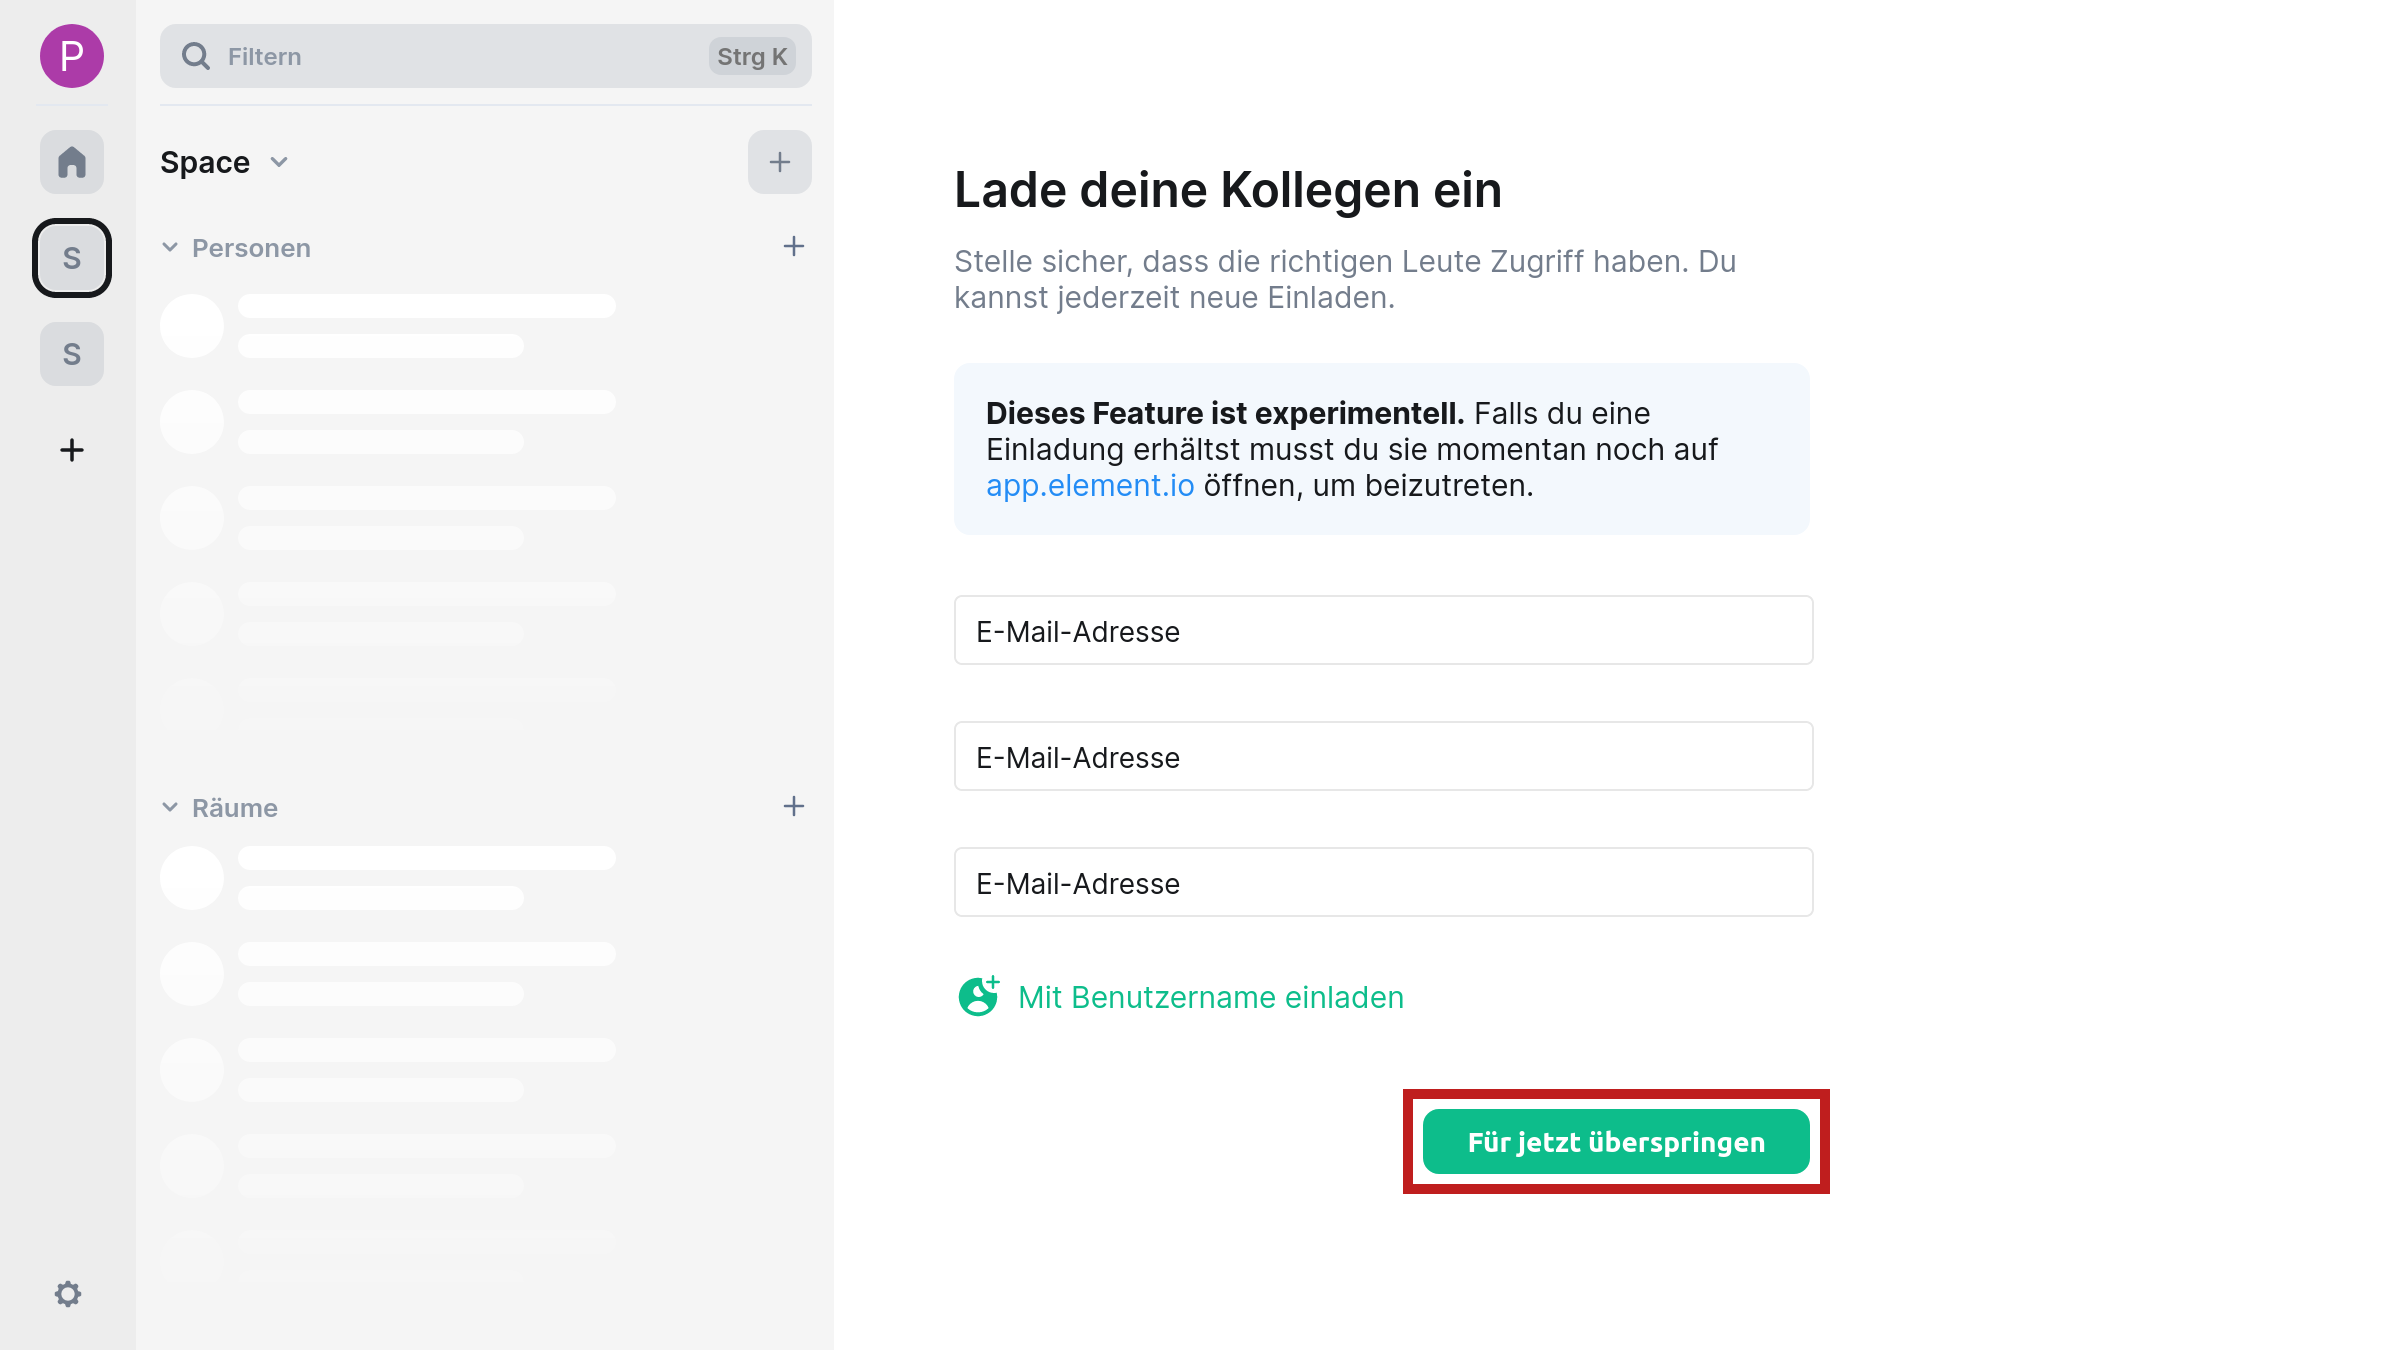 P
Filtern
Strg K
Space
S
S
Personen
Räume
Lade deine Kollegen ein
Stelle sicher, dass die richtigen Leute Zugriff haben. Du
kannst jederzeit neue Einladen.
Dieses Feature ist experimentell. Falls du eine
Einladung erhältst musst du sie momentan noch auf
app.element.io öffnen, um beizutreten.
E-Mail-Adresse
E-Mail-Adresse
E-Mail-Adresse
Mit Benutzername einladen
Für jetzt überspringen